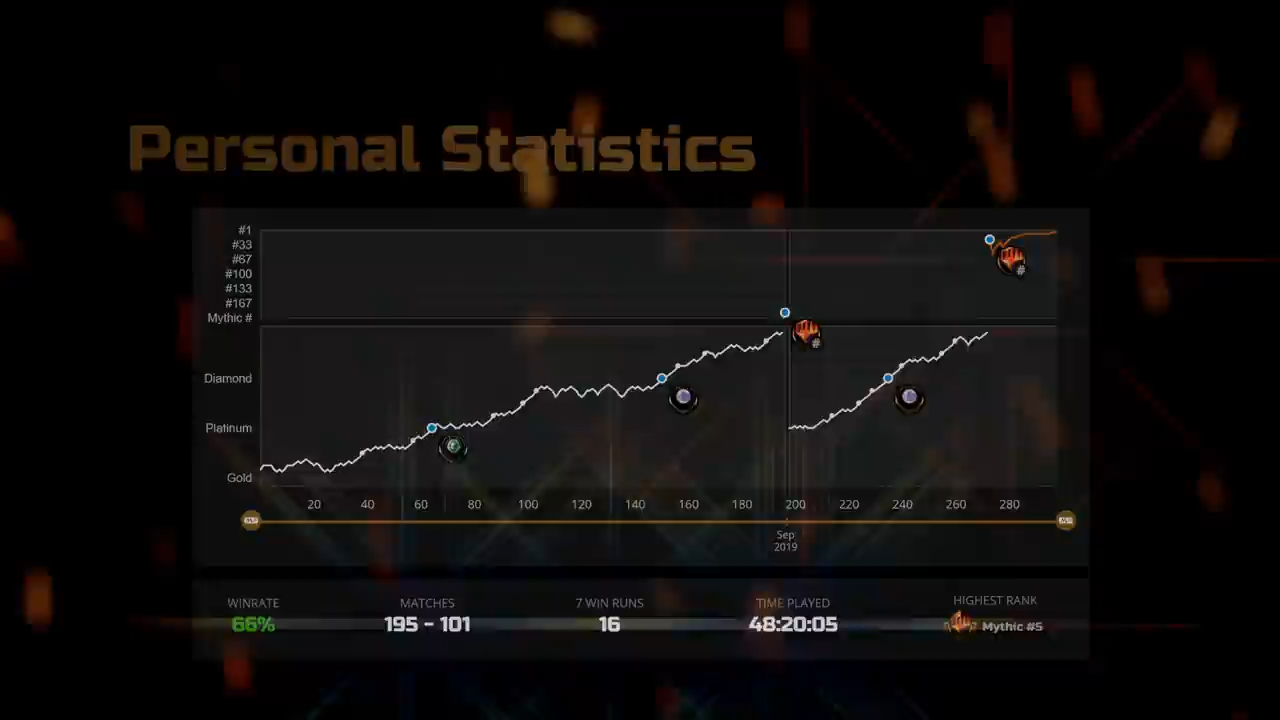 Personal Statistics
#1
#33
#67
#100
#133
#167
Mythic #
Diamond
Platinum
Gold
20 40 60 80 100 120 140 160 180 200 220 240 260 280
Sep
2019
WINRATE MATCHES 7 WIN RUNS TIME PLAYED HIGHEST RANK
66% 195 - 101 16 48:20:05 Mythic #5